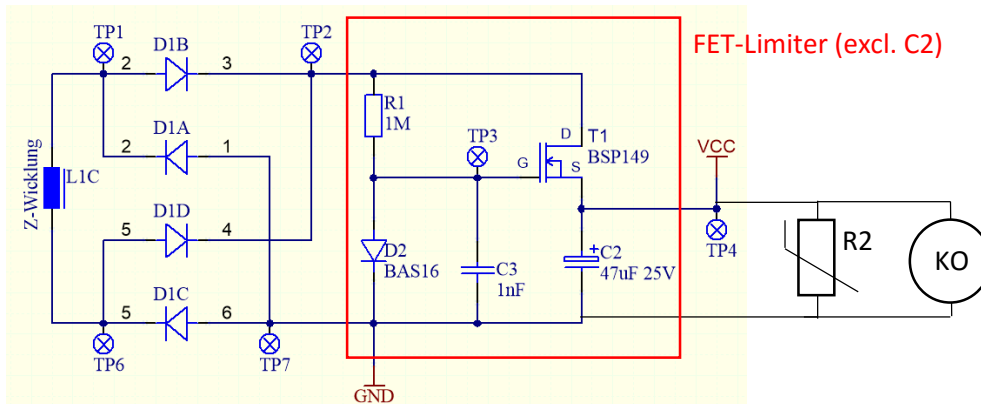 FET-Limiter (excl. C2)
TP1
TP2
D1B
2
3
R1
1M
TP3
D
T1
BSP149
G
S
VCC
D1A
2
1
L1C
Z-Wicklung
D1D
5
4
D2
BAS16
C3
1nF
C2
+
47uF 25V
TP4
R2
KO
D1C
5
6
TP6
TP7
GND